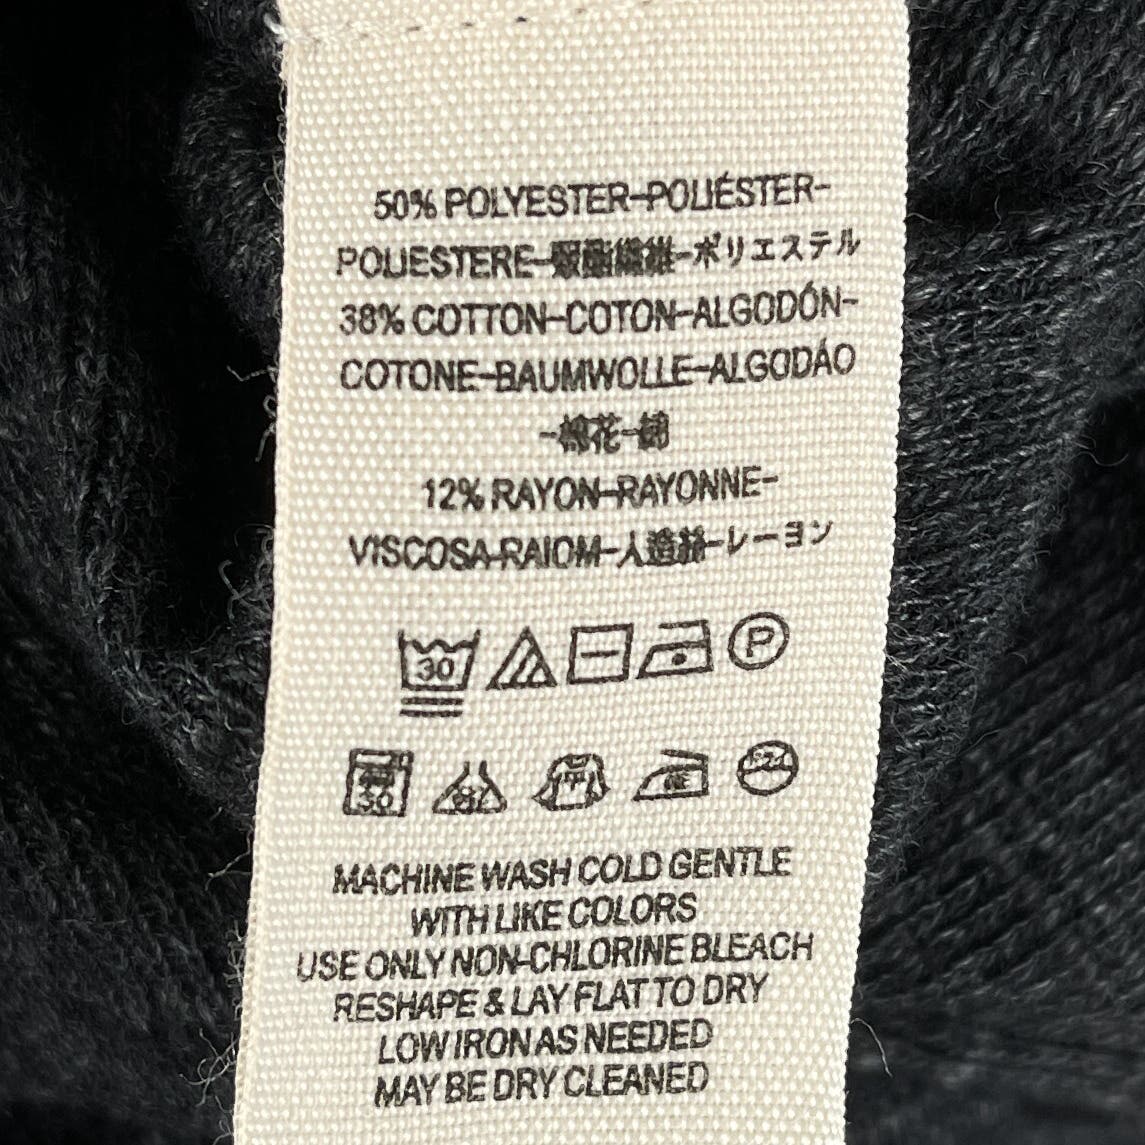 50% POLYESTER-POLIÉSTER-
POLIESTERE-聚酯纖維-ポリエステル
38% COTTON-COTON-ALGODÓN-
COTONE-BAUMWOLLE-ALGODÃO
-棉花-綿
12% RAYON-RAYONNE-
VISCOSA-RAIOM-人造絲-レーヨン
30 P
30
MACHINE WASH COLD GENTLE
WITH LIKE COLORS
USE ONLY NON-CHLORINE BLEACH
RESHAPE & LAY FLAT TO DRY
LOW IRON AS NEEDED
MAY BE DRY CLEANED